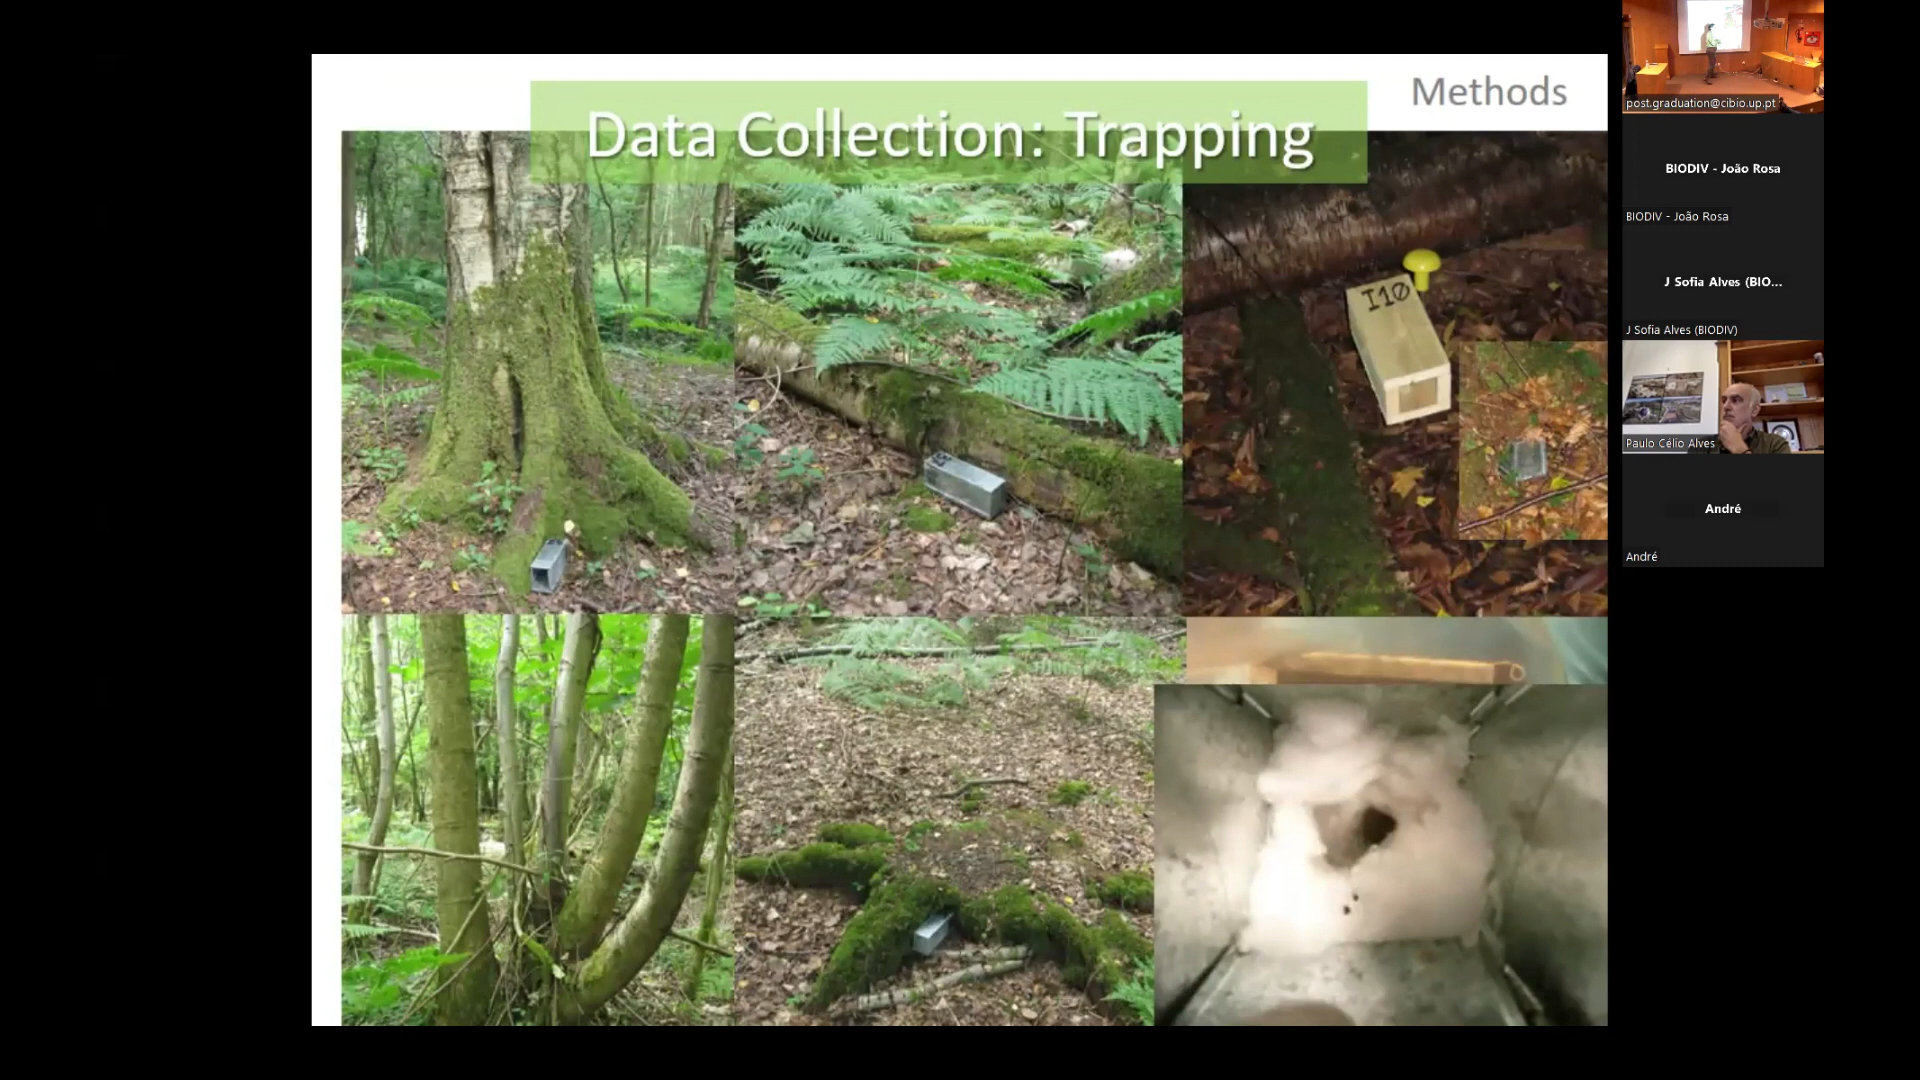 Methods
Data Collection: Trapping
I10
post.graduation@cibio.up.pt
BIODIV - João Rosa
BIODIV - João Rosa
J Sofia Alves (BIO...
J Sofia Alves (BIODIV)
Paulo Célio Alves
André
André